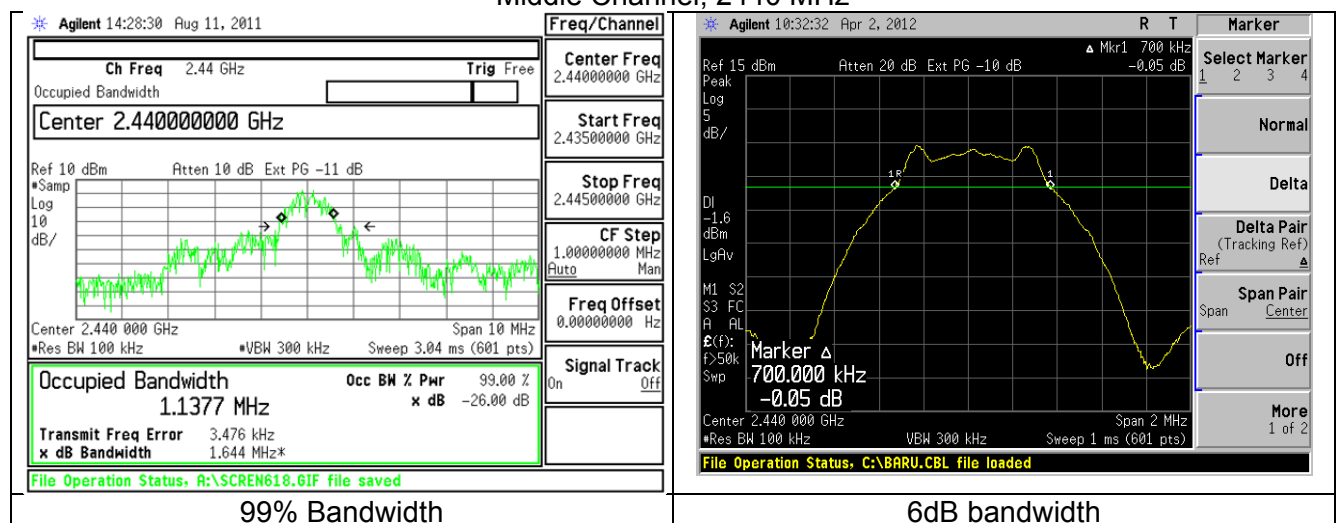 Agilent 14:28:30 Aug 11, 2011
Freq/Channel
Ch Freq 2.44 GHz Trig Free
Occupied Bandwidth
Center 2.440000000 GHz
Ref 10 dBm Atten 10 dB Ext PG -11 dB
*Samp
Log
10
dB/
Center 2.440 000 GHz Span 10 MHz
*Res BW 100 kHz *VBW 300 kHz Sweep 3.04 ms (601 pts)
Occupied Bandwidth
1.1377 MHz
Occ BW % Pwr 99.00 %
x dB -26.00 dB
Transmit Freq Error 3.476 kHz
x dB Bandwidth 1.644 MHz*
File Operation Status, A:\SCREN618.GIF file saved
Center Freq
2.44000000 GHz
Start Freq
2.43500000 GHz
Stop Freq
2.44500000 GHz
CF Step
1.00000000 MHz
Auto Man
Freq Offset
0.00000000 Hz
Signal Track
On Off
99% Bandwidth
Agilent 10:32:32 Apr 2, 2012 R T
Marker
Δ Mkr1 700 kHz
Ref 15 dBm Atten 20 dB Ext PG -10 dB -0.05 dB
Peak
Log
5
dB/
1R
1
DI
-1.6
dBm
LgAv
M1 S2
S3 FC
A AL
£(f):
f>50k
Swp
Marker Δ
700.000 kHz
-0.05 dB
Center 2.440 000 GHz Span 2 MHz
*Res BW 100 kHz VBW 300 kHz Sweep 1 ms (601 pts)
File Operation Status, C:\BARU.CBL file loaded
Select Marker
1 2 3 4
Normal
Delta
Delta Pair
(Tracking Ref)
Ref Δ
Span Pair
Span Center
Off
More
1 of 2
6dB bandwidth